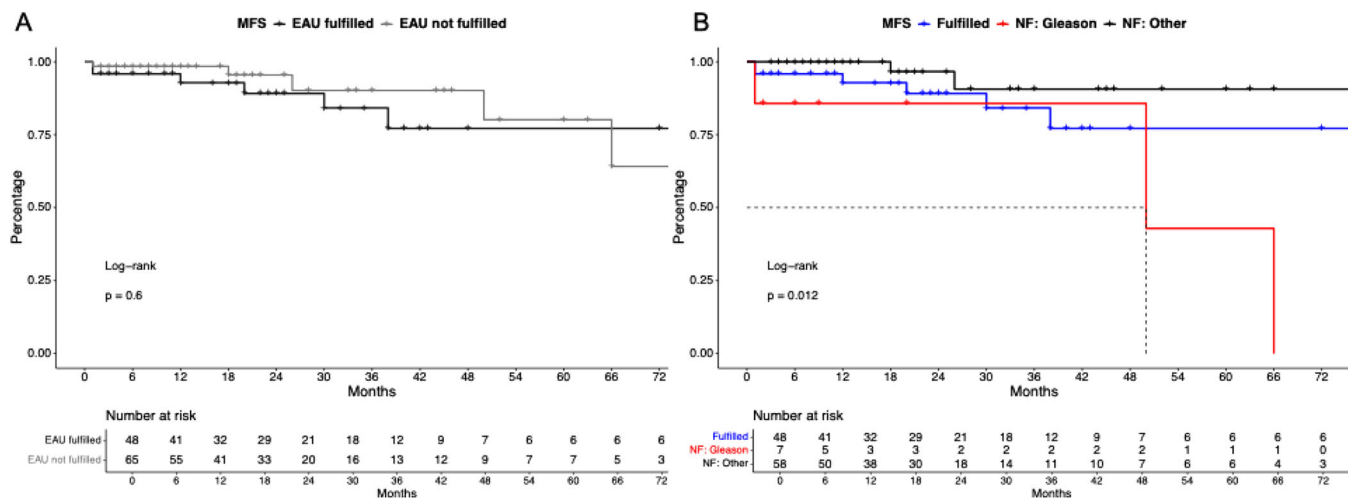 A
MFS EAU fulfilled EAU not fulfilled
1.00
0.75
0.50
0.25
0.00
Percentage
Log-rank
p = 0.6
0 6 12 18 24 30 36 42 48 54 60 66 72
Months
Number at risk
EAU fulfilled 48 41 32 29 21 18 12 9 7 6 6 6 6
EAU not fulfilled 65 55 41 33 20 16 13 12 9 7 7 5 3
0 6 12 18 24 30 36 42 48 54 60 66 72
Months
B
MFS Fulfilled NF: Gleason NF: Other
1.00
0.75
0.50
0.25
0.00
Percentage
Log-rank
p = 0.012
0 6 12 18 24 30 36 42 48 54 60 66 72
Months
Number at risk
Fulfilled 48 41 32 29 21 18 12 9 7 6 6 6 6
NF: Gleason 7 5 3 3 2 2 2 2 2 1 1 1 0
NF: Other 58 50 38 30 18 14 11 10 7 6 6 4 3
0 6 12 18 24 30 36 42 48 54 60 66 72
Months